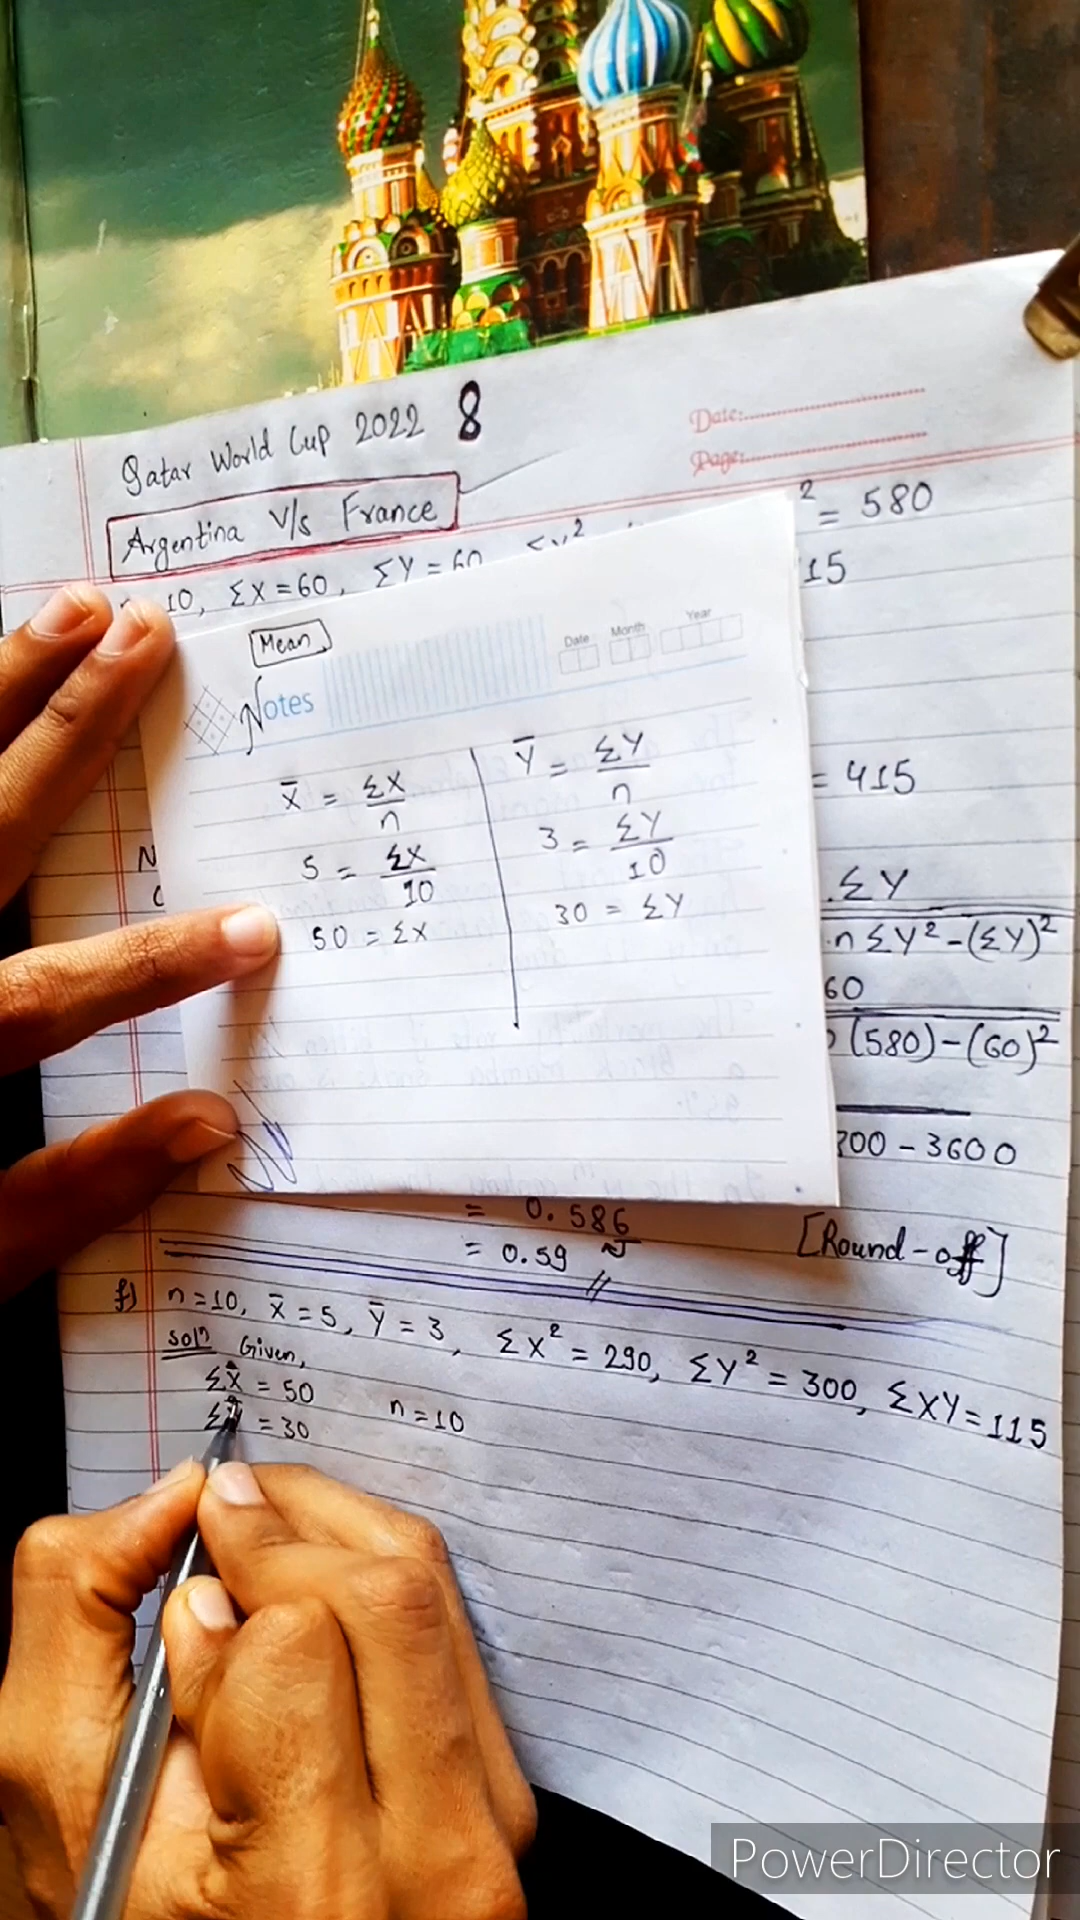 Qatar World Cup 2022 8
Date:
Page:
Argentina V/s France
10, ΣX = 60, ΣY = 60
² = 580
15
Mean
Notes
Date Month Year
X̄ = ΣX/n
Ȳ = ΣY/n
5 = ΣX/10
3 = ΣY/10
50 = ΣX
30 = ΣY
= 415
.ΣY
n ΣY² - (ΣY)²
60
(580) - (60)²
00 - 3600
= 0.586
= 0.59
[Round-off]
f) n = 10, X̄ = 5, Ȳ = 3, ΣX² = 290, ΣY² = 300, ΣXY = 115
Solⁿ Given,
ΣX = 50
n = 10
= 30
PowerDirector